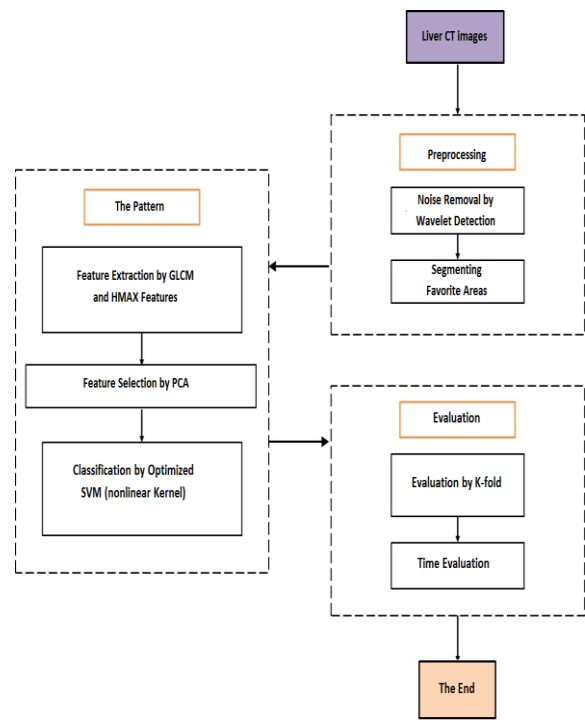 Liver CT images
Preprocessing
Noise Removal by
Wavelet Detection
Segmenting
Favorite Areas
The Pattern
Feature Extraction by GLCM
and HMAX Features
Feature Selection by PCA
Classification by Optimized
SVM (nonlinear Kernel)
Evaluation
Evaluation by K-fold
Time Evaluation
The End